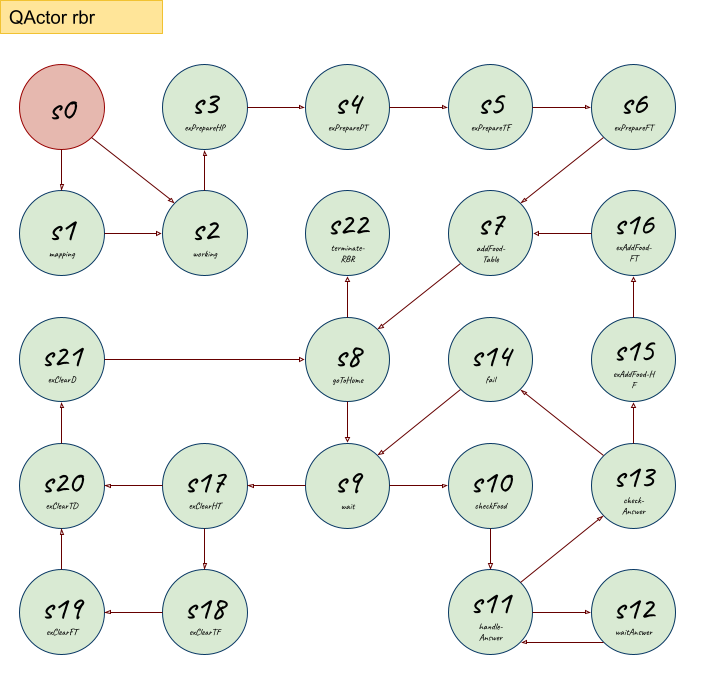 QActor rbr
s0
s3
exPrepareHP
s4
exPreparePT
s5
exPrepareTF
s6
exPrepareFT
s1
mapping
s2
working
s22
terminate-
RBR
s7
addFood-
Table
s16
exAddFood-
FT
s21
exClearD
s8
goToHome
s14
fail
s15
exAddFood-H
F
s20
exClearTD
s17
exClearHT
s9
wait
s10
checkFood
s13
check-
Answer
s19
exClearFT
s18
exClearTF
s11
handle-
Answer
s12
waitAnswer